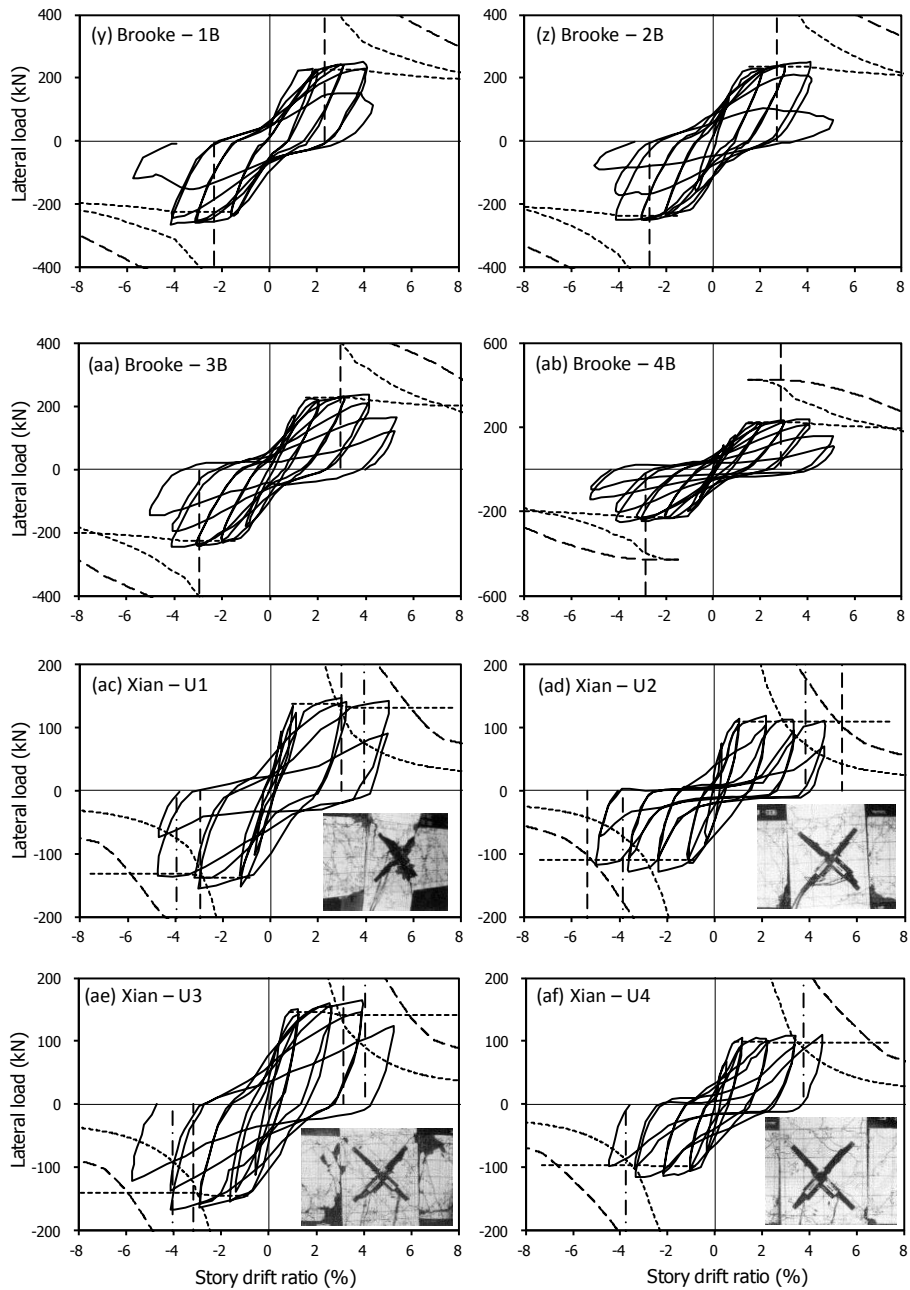 400
(y) Brooke – 1B
200
0
-200
-400
Lateral load (kN)
-8 -6 -4 -2 0 2 4 6 8
400
(z) Brooke – 2B
200
0
-200
-400
-8 -6 -4 -2 0 2 4 6 8
400
(aa) Brooke – 3B
200
0
-200
-400
Lateral load (kN)
-8 -6 -4 -2 0 2 4 6 8
600
(ab) Brooke – 4B
200
-200
-600
-8 -6 -4 -2 0 2 4 6 8
200
(ac) Xian – U1
100
0
-100
-200
Lateral load (kN)
-8 -6 -4 -2 0 2 4 6 8
200
(ad) Xian – U2
100
0
-100
-200
-8 -6 -4 -2 0 2 4 6 8
200
(ae) Xian – U3
100
0
-100
-200
Lateral load (kN)
-8 -6 -4 -2 0 2 4 6 8
Story drift ratio (%)
200
(af) Xian – U4
100
0
-100
-200
-8 -6 -4 -2 0 2 4 6 8
Story drift ratio (%)